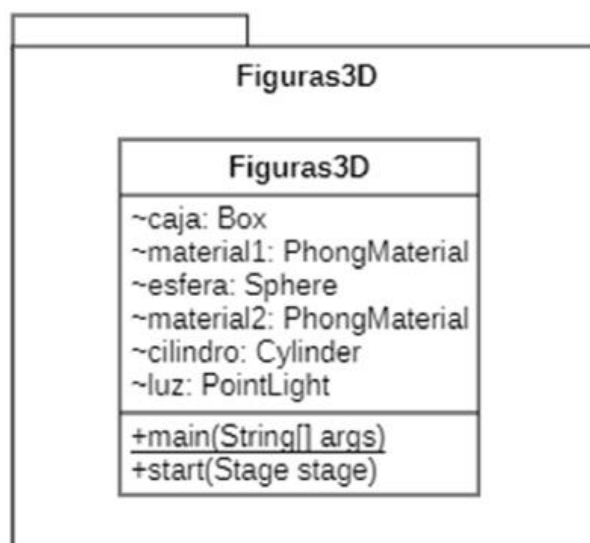 Figuras3D
Figuras3D
~caja: Box
~material1: PhongMaterial
~esfera: Sphere
~material2: PhongMaterial
~cilindro: Cylinder
~luz: PointLight
+main(String[] args)
+start(Stage stage)